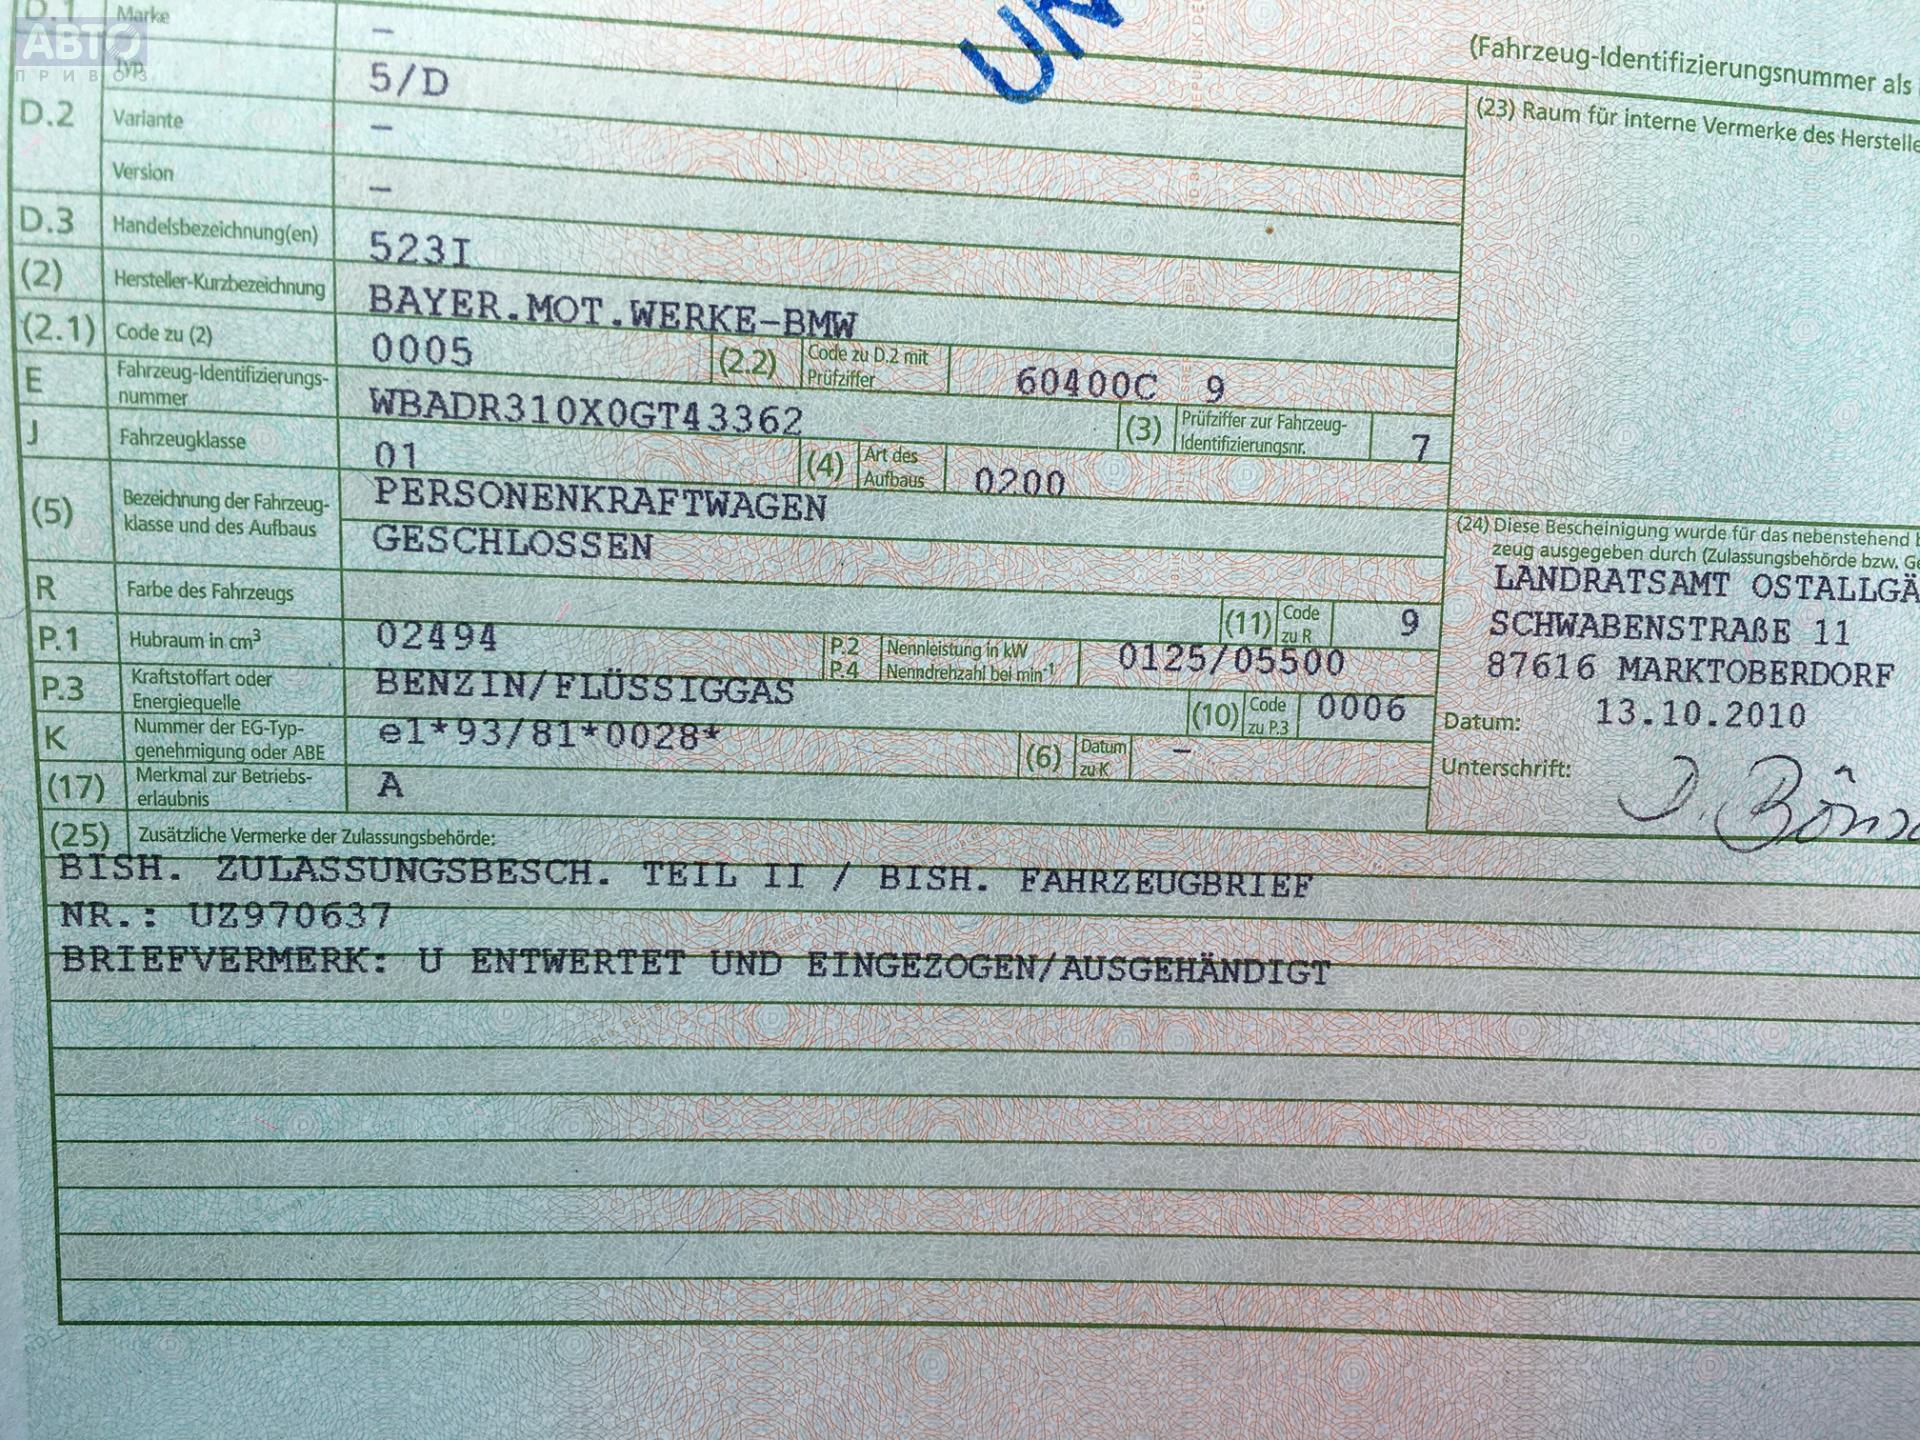 D.1 Marke –
АВТО
ПРИВОЗ
Typ 5/D
D.2 Variante –
Version –
UN
(Fahrzeug-Identifizierungsnummer als
(23) Raum für interne Vermerke des Herstelle
D.3 Handelsbezeichnung(en) 523I
(2) Hersteller-Kurzbezeichnung BAYER.MOT.WERKE-BMW
(2.1) Code zu (2) 0005 (2.2) Code zu D.2 mit Prüfziffer 60400C 9
E Fahrzeug-Identifizierungs-
nummer WBADR310X0GT43362 (3) Prüfziffer zur Fahrzeug-
Identifizierungsnr. 7
J Fahrzeugklasse 01 (4) Art des Aufbaus 0200
(5) Bezeichnung der Fahrzeug- PERSONENKRAFTWAGEN
klasse und des Aufbaus GESCHLOSSEN
R Farbe des Fahrzeugs (11) Code zu R 9
P.1 Hubraum in cm³ 02494 P.2 Nennleistung in kW
P.4 Nenndrehzahl bei min⁻¹ 0125/05500
P.3 Kraftstoffart oder
Energiequelle BENZIN/FLÜSSIGGAS (10) Code zu P.3 0006
K Nummer der EG-Typ-
genehmigung oder ABE e1*93/81*0028* (6) Datum zu K –
(17) Merkmal zur Betriebs-
erlaubnis A
(24) Diese Bescheinigung wurde für das nebenstehend
zeug ausgegeben durch (Zulassungsbehörde bzw.
LANDRATSAMT OSTALLGÄ
SCHWABENSTRAßE 11
87616 MARKTOBERDORF
Datum: 13.10.2010
Unterschrift:
(25) Zusätzliche Vermerke der Zulassungsbehörde:
BISH. ZULASSUNGSBESCH. TEIL II / BISH. FAHRZEUGBRIEF
NR.: UZ970637
BRIEFVERMERK: U ENTWERTET UND EINGEZOGEN/AUSGEHÄNDIGT